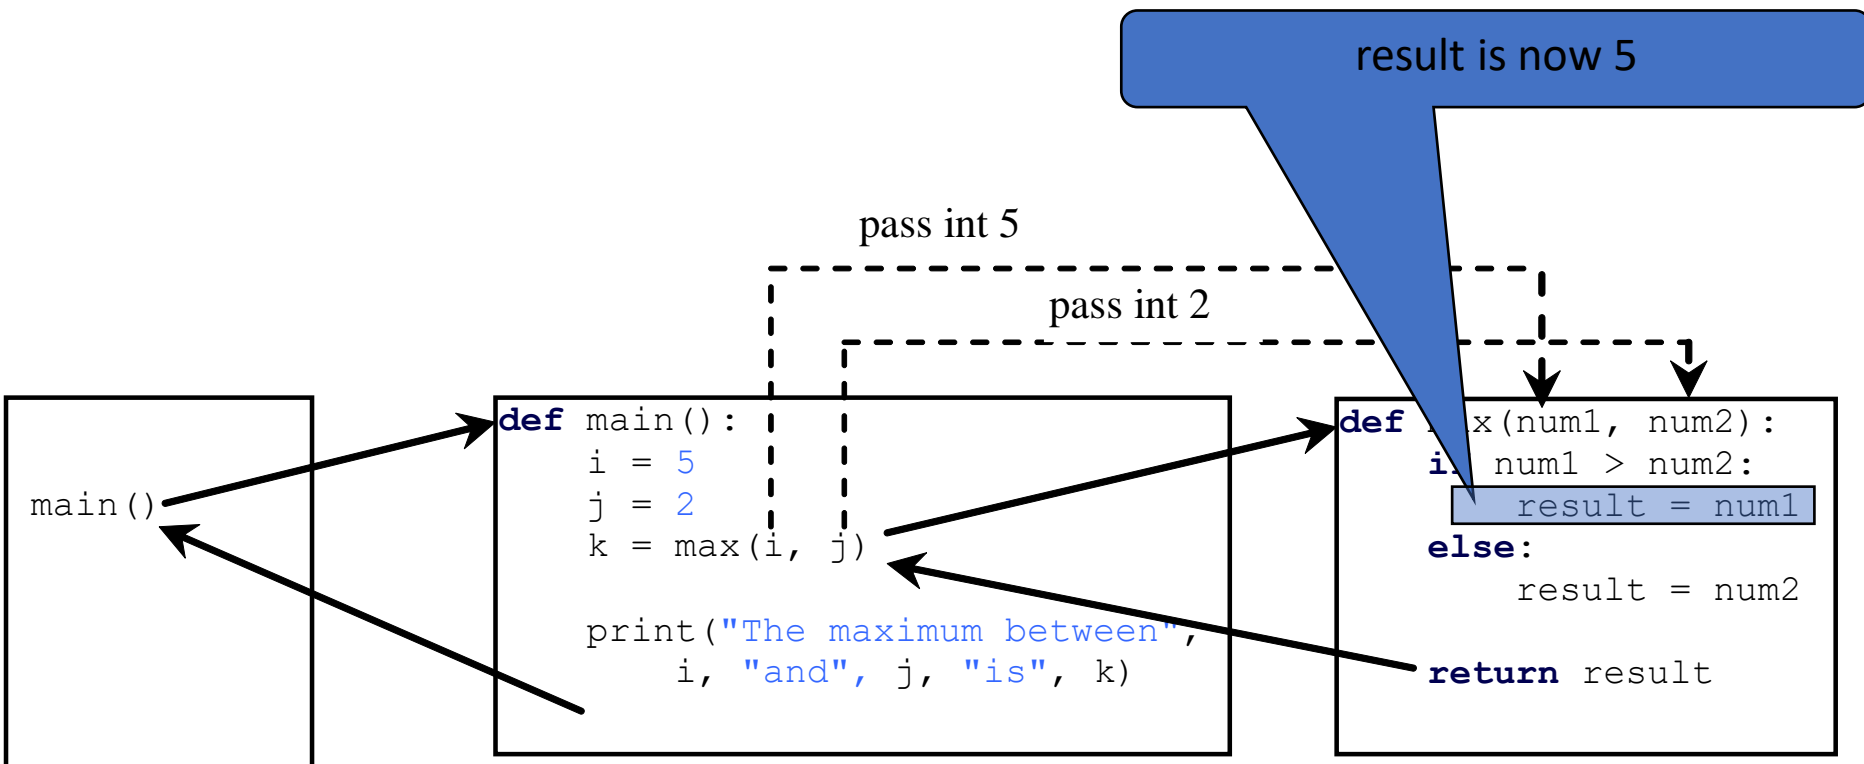 result is now 5
pass int 5
pass int 2
main()
def main():
    i = 5
    j = 2
    k = max(i, j)
    print("The maximum between",
        i, "and", j, "is", k)
def x(num1, num2):
    i num1 > num2:
        result = num1
    else:
        result = num2
    return result